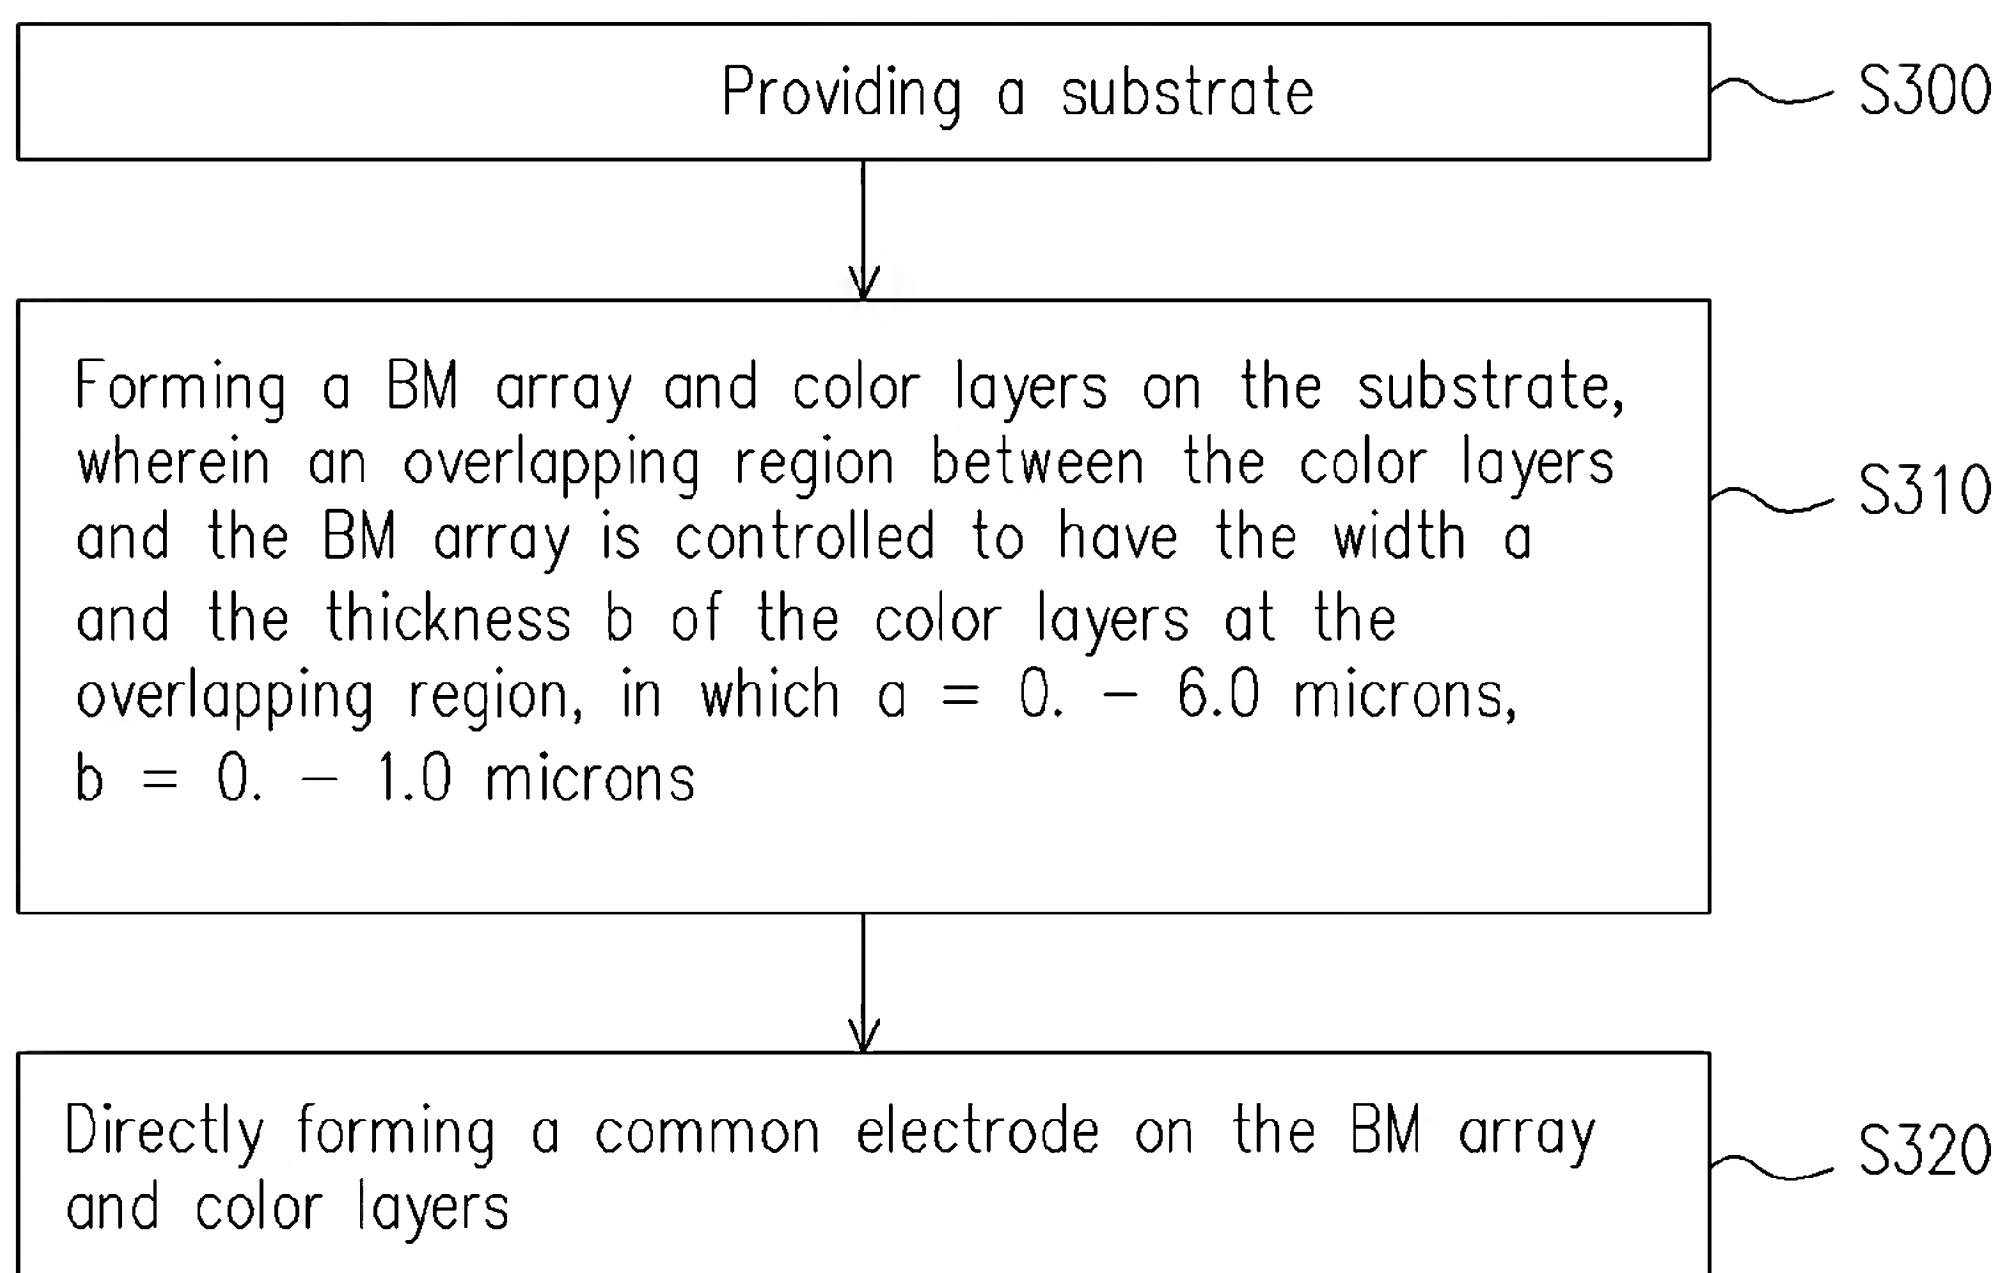 Providing a substrate
S300
Forming a BM array and color layers on the substrate,
wherein an overlapping region between the color layers
and the BM array is controlled to have the width a
and the thickness b of the color layers at the
overlapping region, in which a = 0. – 6.0 microns,
b = 0. – 1.0 microns
S310
Directly forming a common electrode on the BM array
and color layers
S320